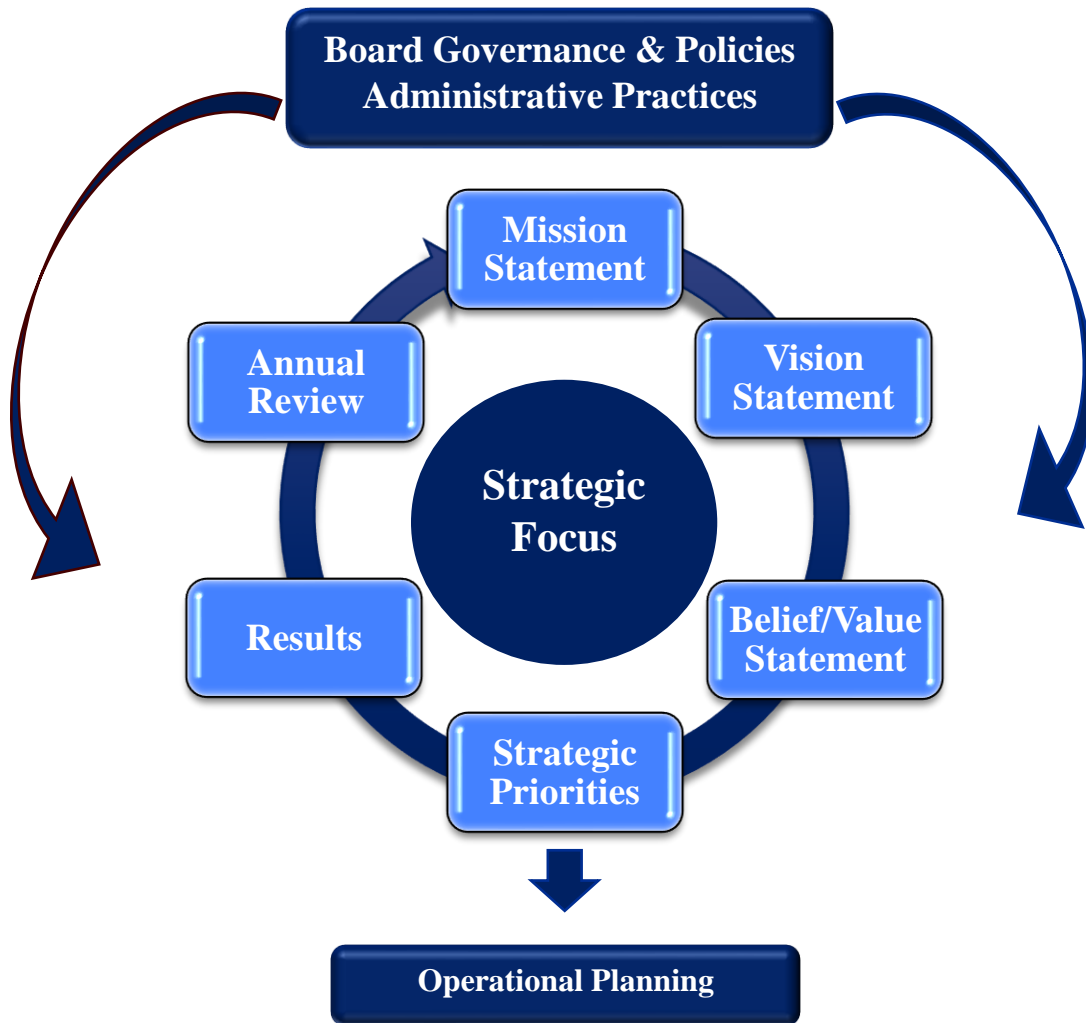 Board Governance & Policies
Administrative Practices
Mission
Statement
Vision
Statement
Belief/Value
Statement
Strategic
Priorities
Results
Annual
Review
Strategic
Focus
Operational Planning